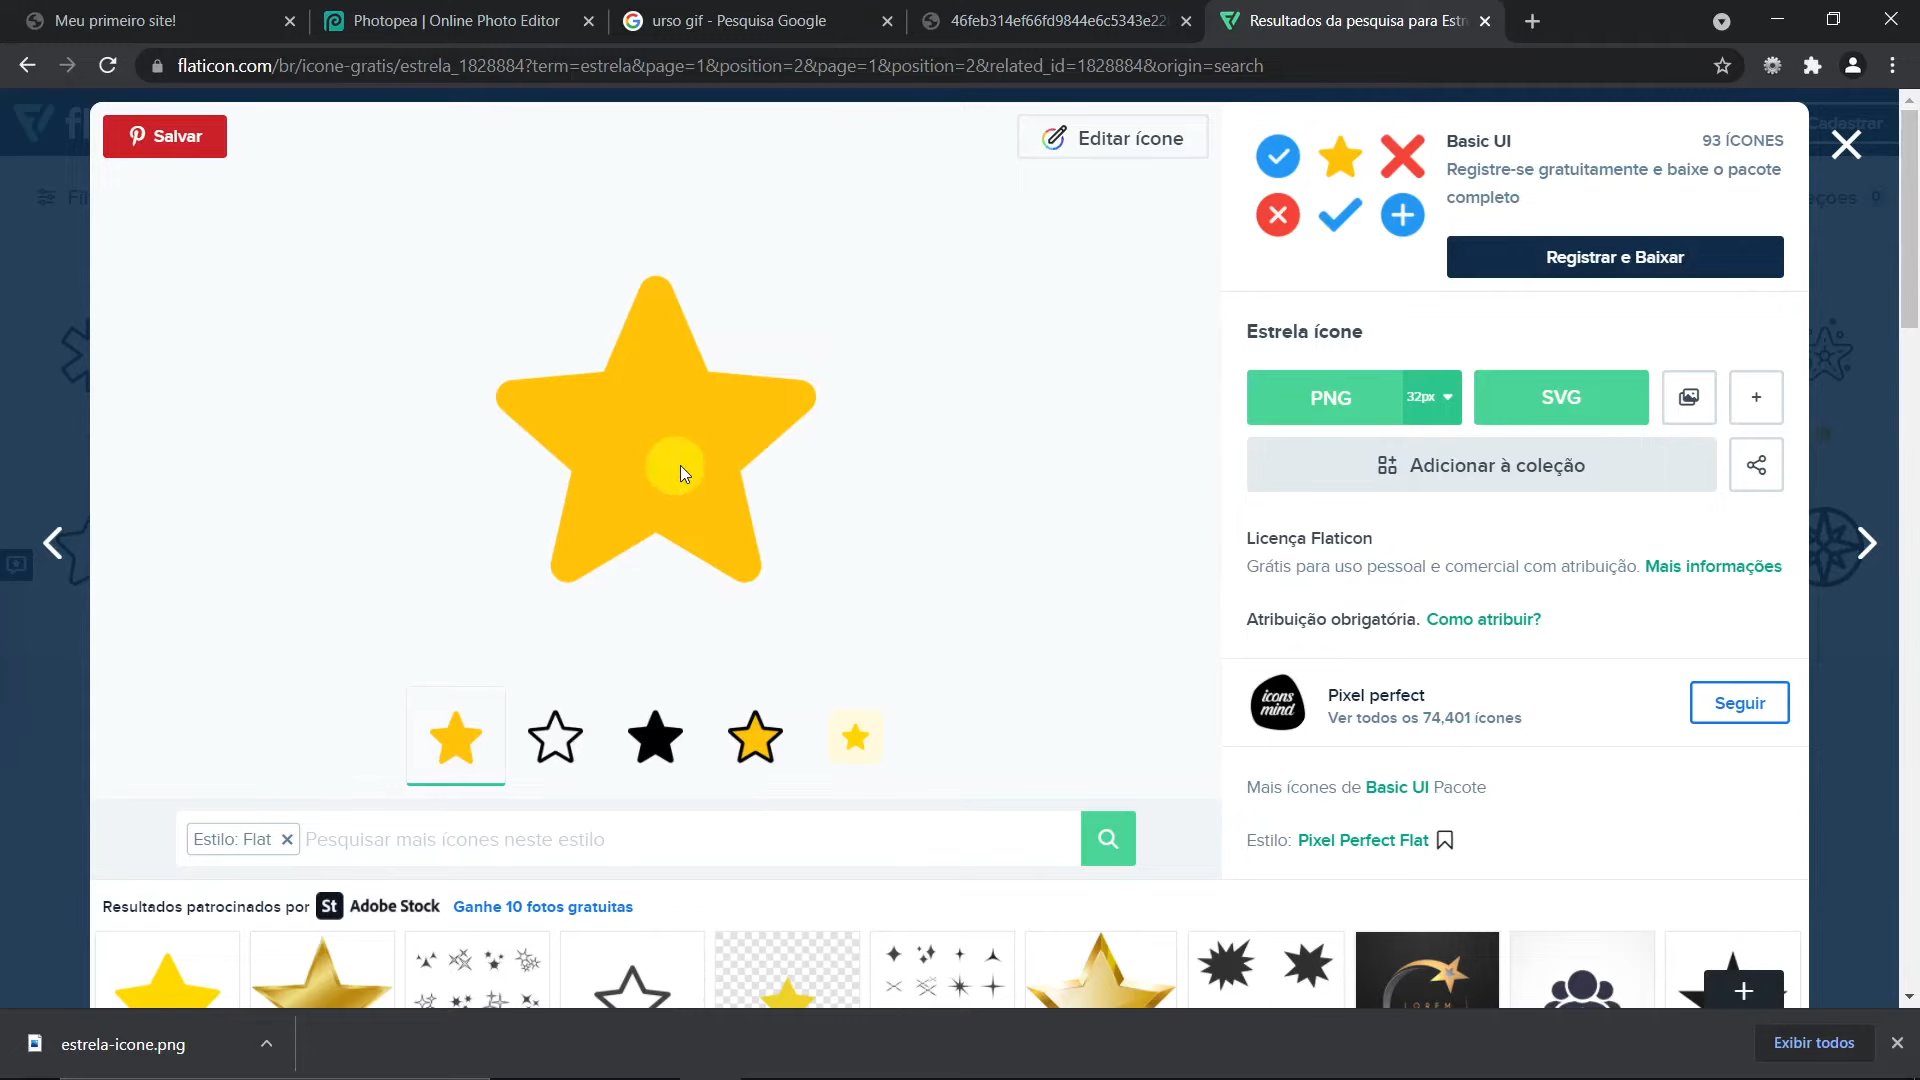 Meu primeiro site!
Photopea | Online Photo Editor
urso gif - Pesquisa Google
46feb314ef66fd9844e6c5343e22
Resultados da pesquisa para Estr
flaticon.com/br/icone-gratis/estrela_1828884?term=estrela&page=1&position=2&page=1&position=2&related_id=1828884&origin=search
Salvar
Editar ícone
Basic UI
93 ÍCONES
Cadastrar
Registre-se gratuitamente e baixe o pacote
completo
Registrar e Baixar
Estrela ícone
PNG
32px
SVG
+
Adicionar à coleção
Licença Flaticon
Grátis para uso pessoal e comercial com atribuição. Mais informações
Atribuição obrigatória. Como atribuir?
icons
mind
Pixel perfect
Ver todos os 74,401 ícones
Seguir
Mais ícones de Basic UI Pacote
Estilo: Flat
Pesquisar mais ícones neste estilo
Estilo: Pixel Perfect Flat
Resultados patrocinados por St Adobe Stock Ganhe 10 fotos gratuitas
LOREM
+
estrela-icone.png
Exibir todos